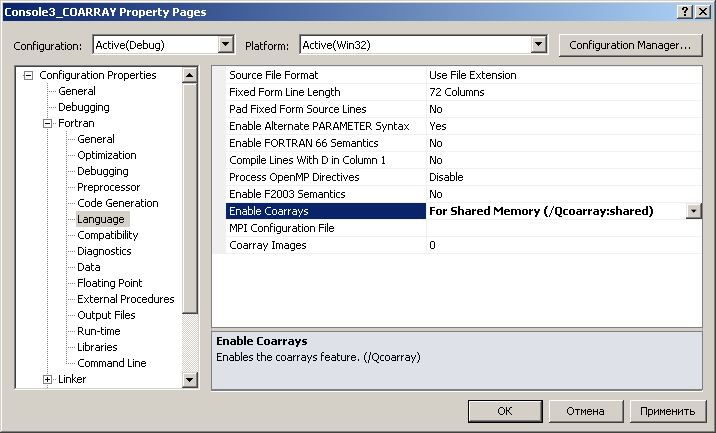 Console3_COARRAY Property Pages
Configuration: Active(Debug) Platform: Active(Win32) Configuration Manager...
Configuration Properties
General
Debugging
Fortran
General
Optimization
Debugging
Preprocessor
Code Generation
Language
Compatibility
Diagnostics
Data
Floating Point
External Procedures
Output Files
Run-time
Libraries
Command Line
Linker
Source File Format Use File Extension
Fixed Form Line Length 72 Columns
Pad Fixed Form Source Lines No
Enable Alternate PARAMETER Syntax Yes
Enable FORTRAN 66 Semantics No
Compile Lines With D in Column 1 No
Process OpenMP Directives Disable
Enable F2003 Semantics No
Enable Coarrays For Shared Memory (/Qcoarray:shared)
MPI Configuration File
Coarray Images 0
Enable Coarrays
Enables the coarrays feature. (/Qcoarray)
OK Отмена Применить